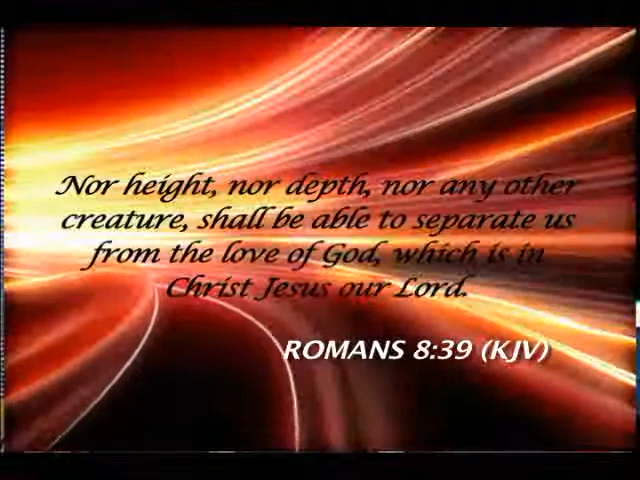 Nor height, nor depth, nor any other
creature, shall be able to separate us
from the love of God, which is in
Christ Jesus our Lord.
ROMANS 8:39 (KJV)